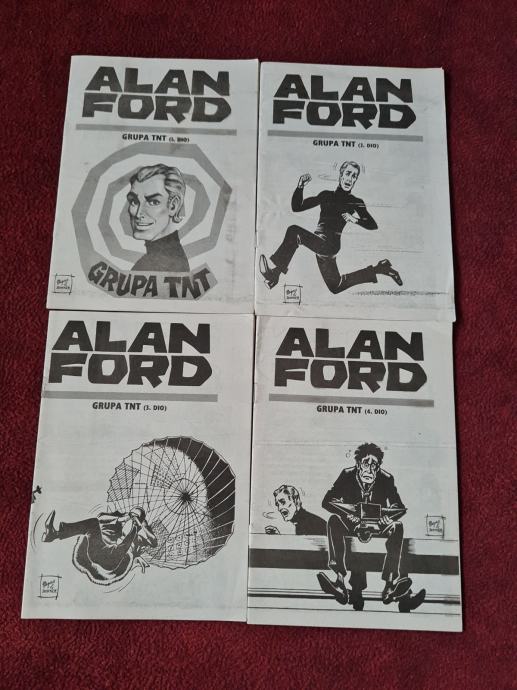 ALAN
FORD
GRUPA TNT (1. DIO)
GRUPA TNT
ALAN
FORD
GRUPA TNT (2. DIO)
ALAN
FORD
GRUPA TNT (3. DIO)
ALAN
FORD
GRUPA TNT (4. DIO)